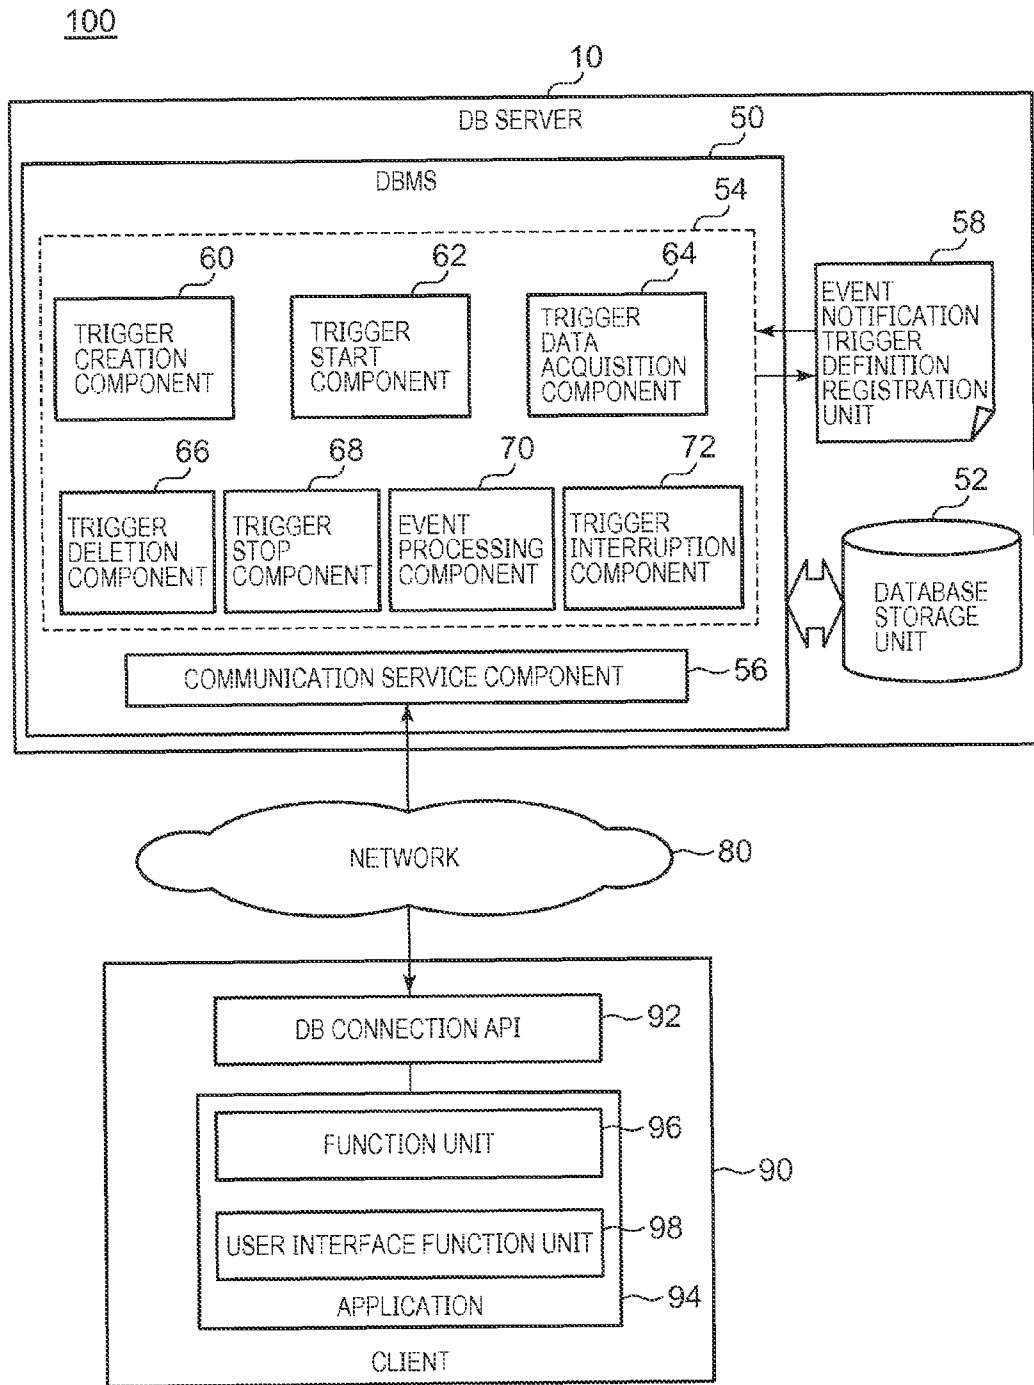 100
10
DB SERVER
50
DBMS
54
60
62
64
58
TRIGGER
CREATION
COMPONENT
TRIGGER
START
COMPONENT
TRIGGER
DATA
ACQUISITION
COMPONENT
EVENT
NOTIFICATION
TRIGGER
DEFINITION
REGISTRATION
UNIT
66
68
70
72
52
TRIGGER
DELETION
COMPONENT
TRIGGER
STOP
COMPONENT
EVENT
PROCESSING
COMPONENT
TRIGGER
INTERRUPTION
COMPONENT
DATABASE
STORAGE
UNIT
COMMUNICATION SERVICE COMPONENT
56
NETWORK
80
DB CONNECTION API
92
FUNCTION UNIT
96
90
USER INTERFACE FUNCTION UNIT
98
APPLICATION
94
CLIENT